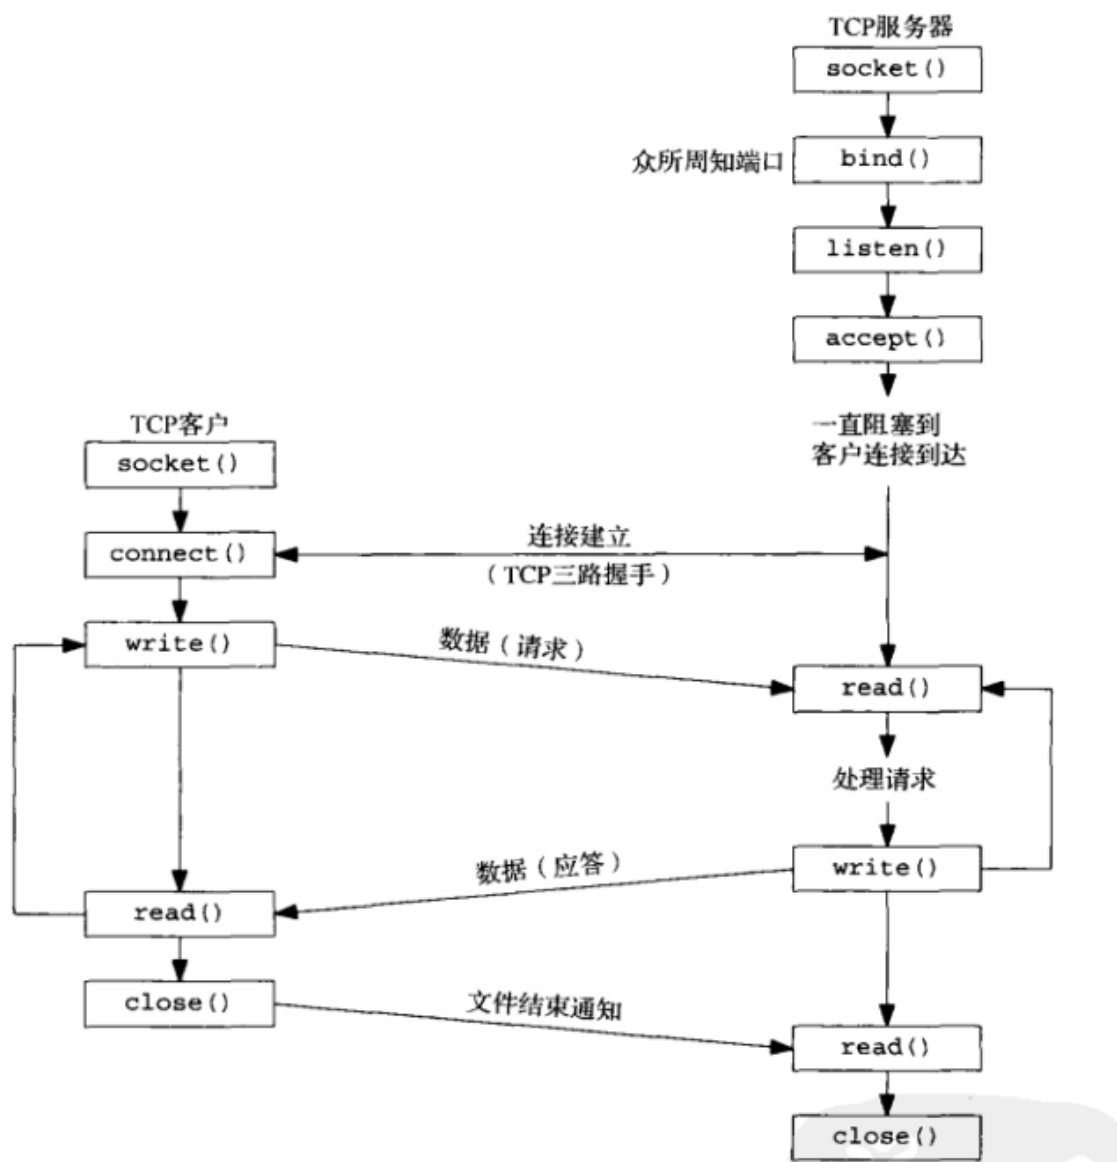 TCP服务器
socket()
众所周知端口
bind()
listen()
accept()
一直阻塞到
客户连接到达
TCP客户
socket()
connect()
连接建立
（TCP三路握手）
write()
数据（请求）
read()
处理请求
write()
数据（应答）
read()
close()
文件结束通知
read()
close()